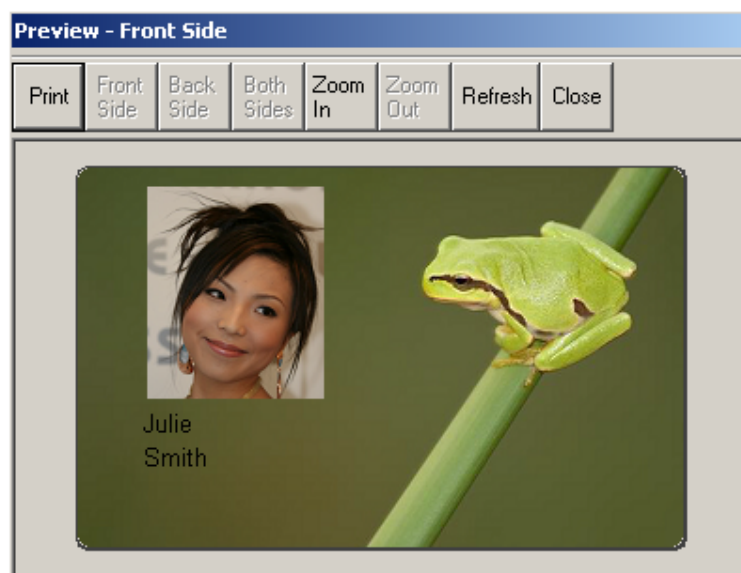 Preview - Front Side
Print
Front Side
Back Side
Both Sides
Zoom In
Zoom Out
Refresh
Close
Julie
Smith